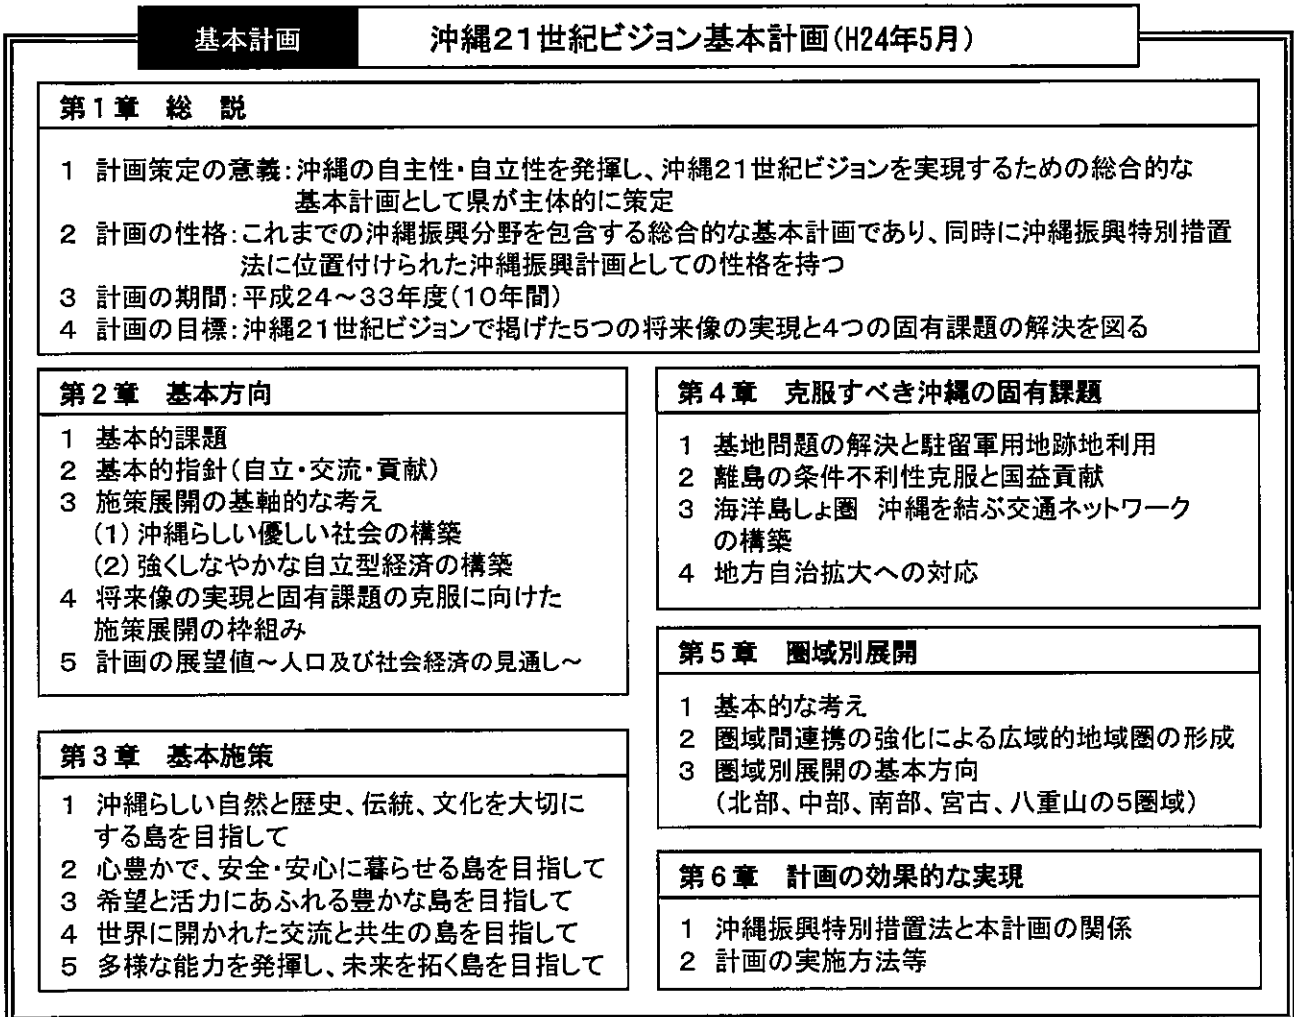 基本計画
沖縄21世紀ビジョン基本計画(H24年5月)
第1章 総 説
1 計画策定の意義:沖縄の自主性・自立性を発揮し、沖縄21世紀ビジョンを実現するための総合的な
基本計画として県が主体的に策定
2 計画の性格:これまでの沖縄振興分野を包含する総合的な基本計画であり、同時に沖縄振興特別措置
法に位置付けられた沖縄振興計画としての性格を持つ
3 計画の期間:平成24～33年度(10年間)
4 計画の目標:沖縄21世紀ビジョンで掲げた5つの将来像の実現と4つの固有課題の解決を図る
第2章 基本方向
1 基本的課題
2 基本的指針(自立・交流・貢献)
3 施策展開の基軸的な考え
(1) 沖縄らしい優しい社会の構築
(2) 強くしなやかな自立型経済の構築
4 将来像の実現と固有課題の克服に向けた
施策展開の枠組み
5 計画の展望値～人口及び社会経済の見通し～
第3章 基本施策
1 沖縄らしい自然と歴史、伝統、文化を大切に
する島を目指して
2 心豊かで、安全・安心に暮らせる島を目指して
3 希望と活力にあふれる豊かな島を目指して
4 世界に開かれた交流と共生の島を目指して
5 多様な能力を発揮し、未来を拓く島を目指して
第4章 克服すべき沖縄の固有課題
1 基地問題の解決と駐留軍用地跡地利用
2 離島の条件不利性克服と国益貢献
3 海洋島しょ圏 沖縄を結ぶ交通ネットワーク
の構築
4 地方自治拡大への対応
第5章 圏域別展開
1 基本的な考え
2 圏域間連携の強化による広域的地域圏の形成
3 圏域別展開の基本方向
(北部、中部、南部、宮古、八重山の5圏域)
第6章 計画の効果的な実現
1 沖縄振興特別措置法と本計画の関係
2 計画の実施方法等